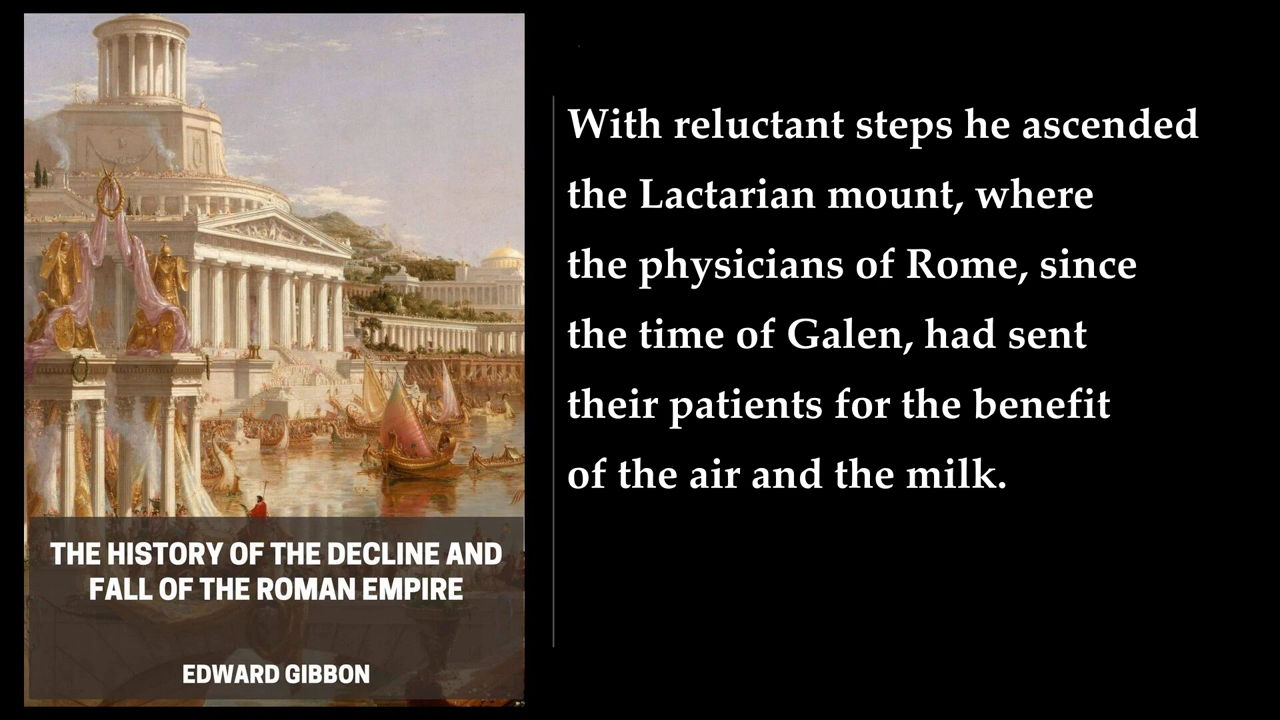 With reluctant steps he ascended
the Lactarian mount, where
the physicians of Rome, since
the time of Galen, had sent
their patients for the benefit
of the air and the milk.
THE HISTORY OF THE DECLINE AND
FALL OF THE ROMAN EMPIRE
EDWARD GIBBON